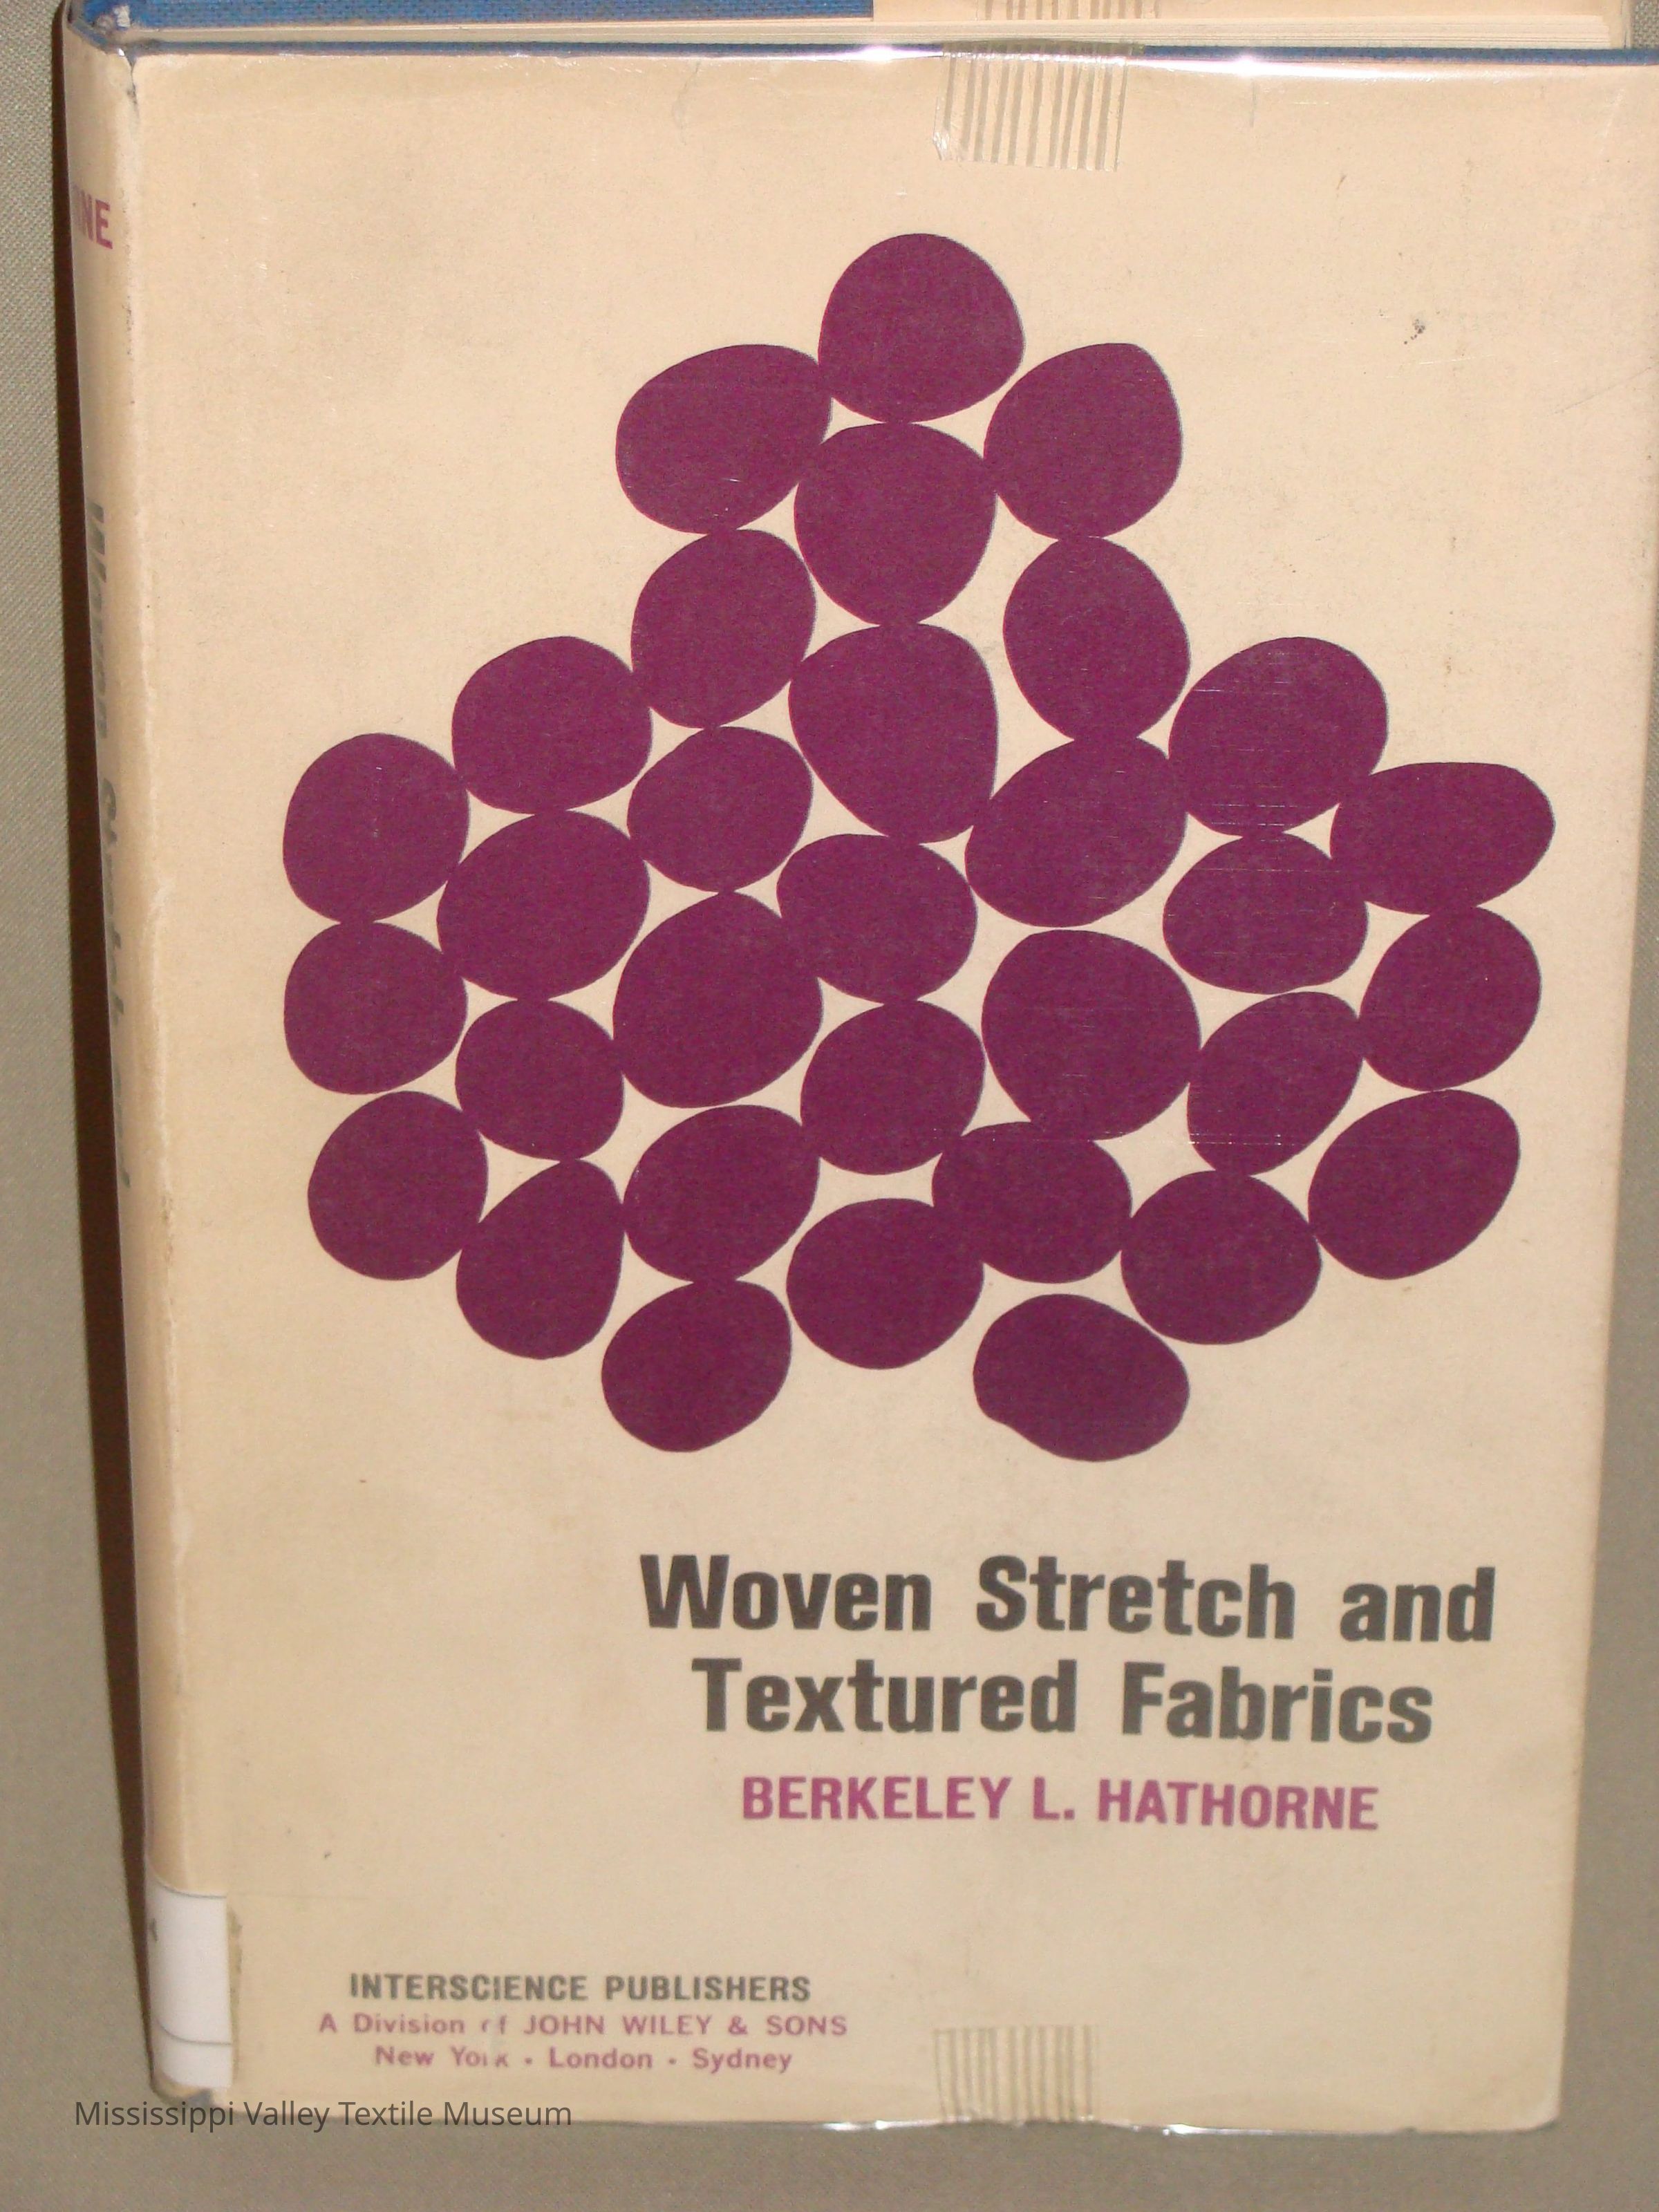 Woven Stretch and
Textured Fabrics
BERKELEY L. HATHORNE
INTERSCIENCE PUBLISHERS
A Division of JOHN WILEY & SONS
New York • London • Sydney
Mississippi Valley Textile Museum